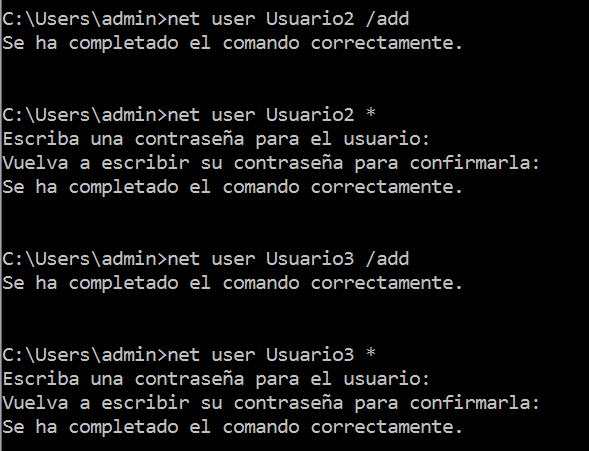 C:\Users\admin>net user Usuario2 /add
Se ha completado el comando correctamente.
C:\Users\admin>net user Usuario2 *
Escriba una contraseña para el usuario:
Vuelva a escribir su contraseña para confirmarla:
Se ha completado el comando correctamente.
C:\Users\admin>net user Usuario3 /add
Se ha completado el comando correctamente.
C:\Users\admin>net user Usuario3 *
Escriba una contraseña para el usuario:
Vuelva a escribir su contraseña para confirmarla:
Se ha completado el comando correctamente.